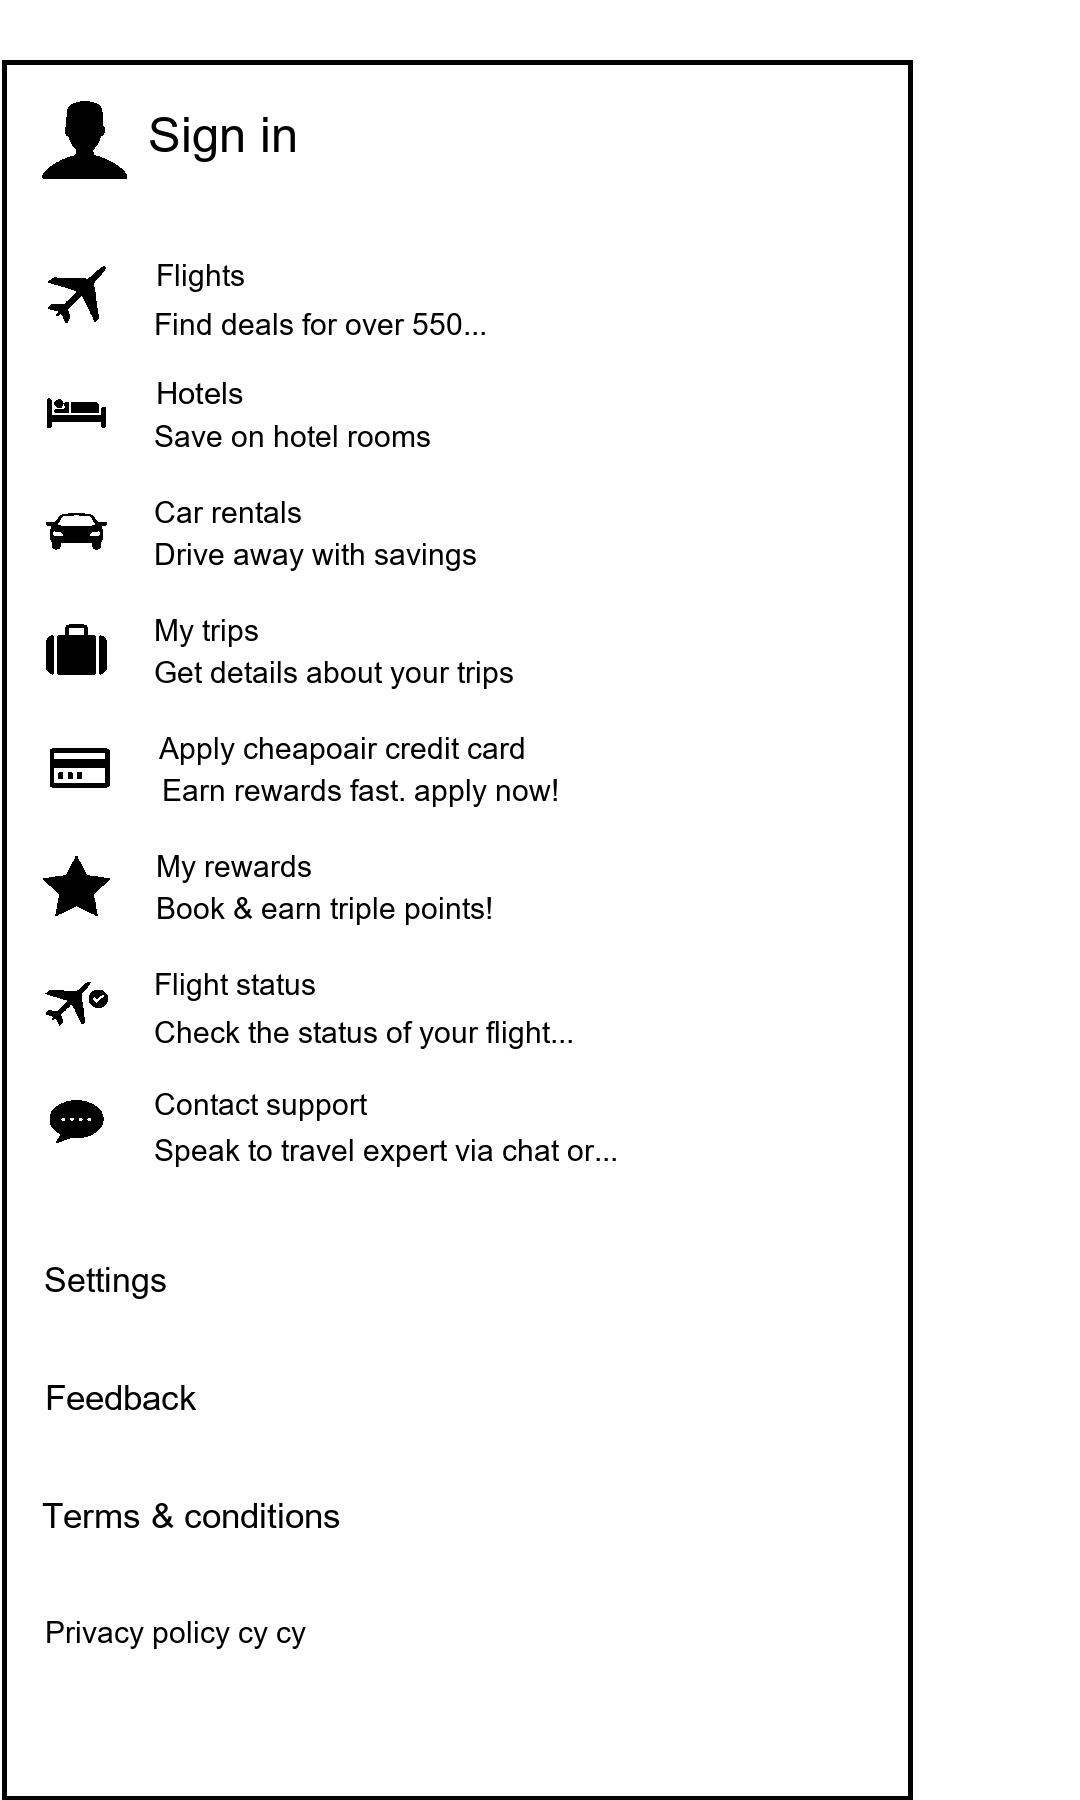 Sign in
Flights
Find deals for over 550...
Hotels
Save on hotel rooms
Car rentals
Drive away with savings
My trips
Get details about your trips
Apply cheapoair credit card
Earn rewards fast. apply now!
My rewards
Book & earn triple points!
Flight status
Check the status of your flight...
Contact support
Speak to travel expert via chat or...
Settings
Feedback
Terms & conditions
Privacy policy cy cy